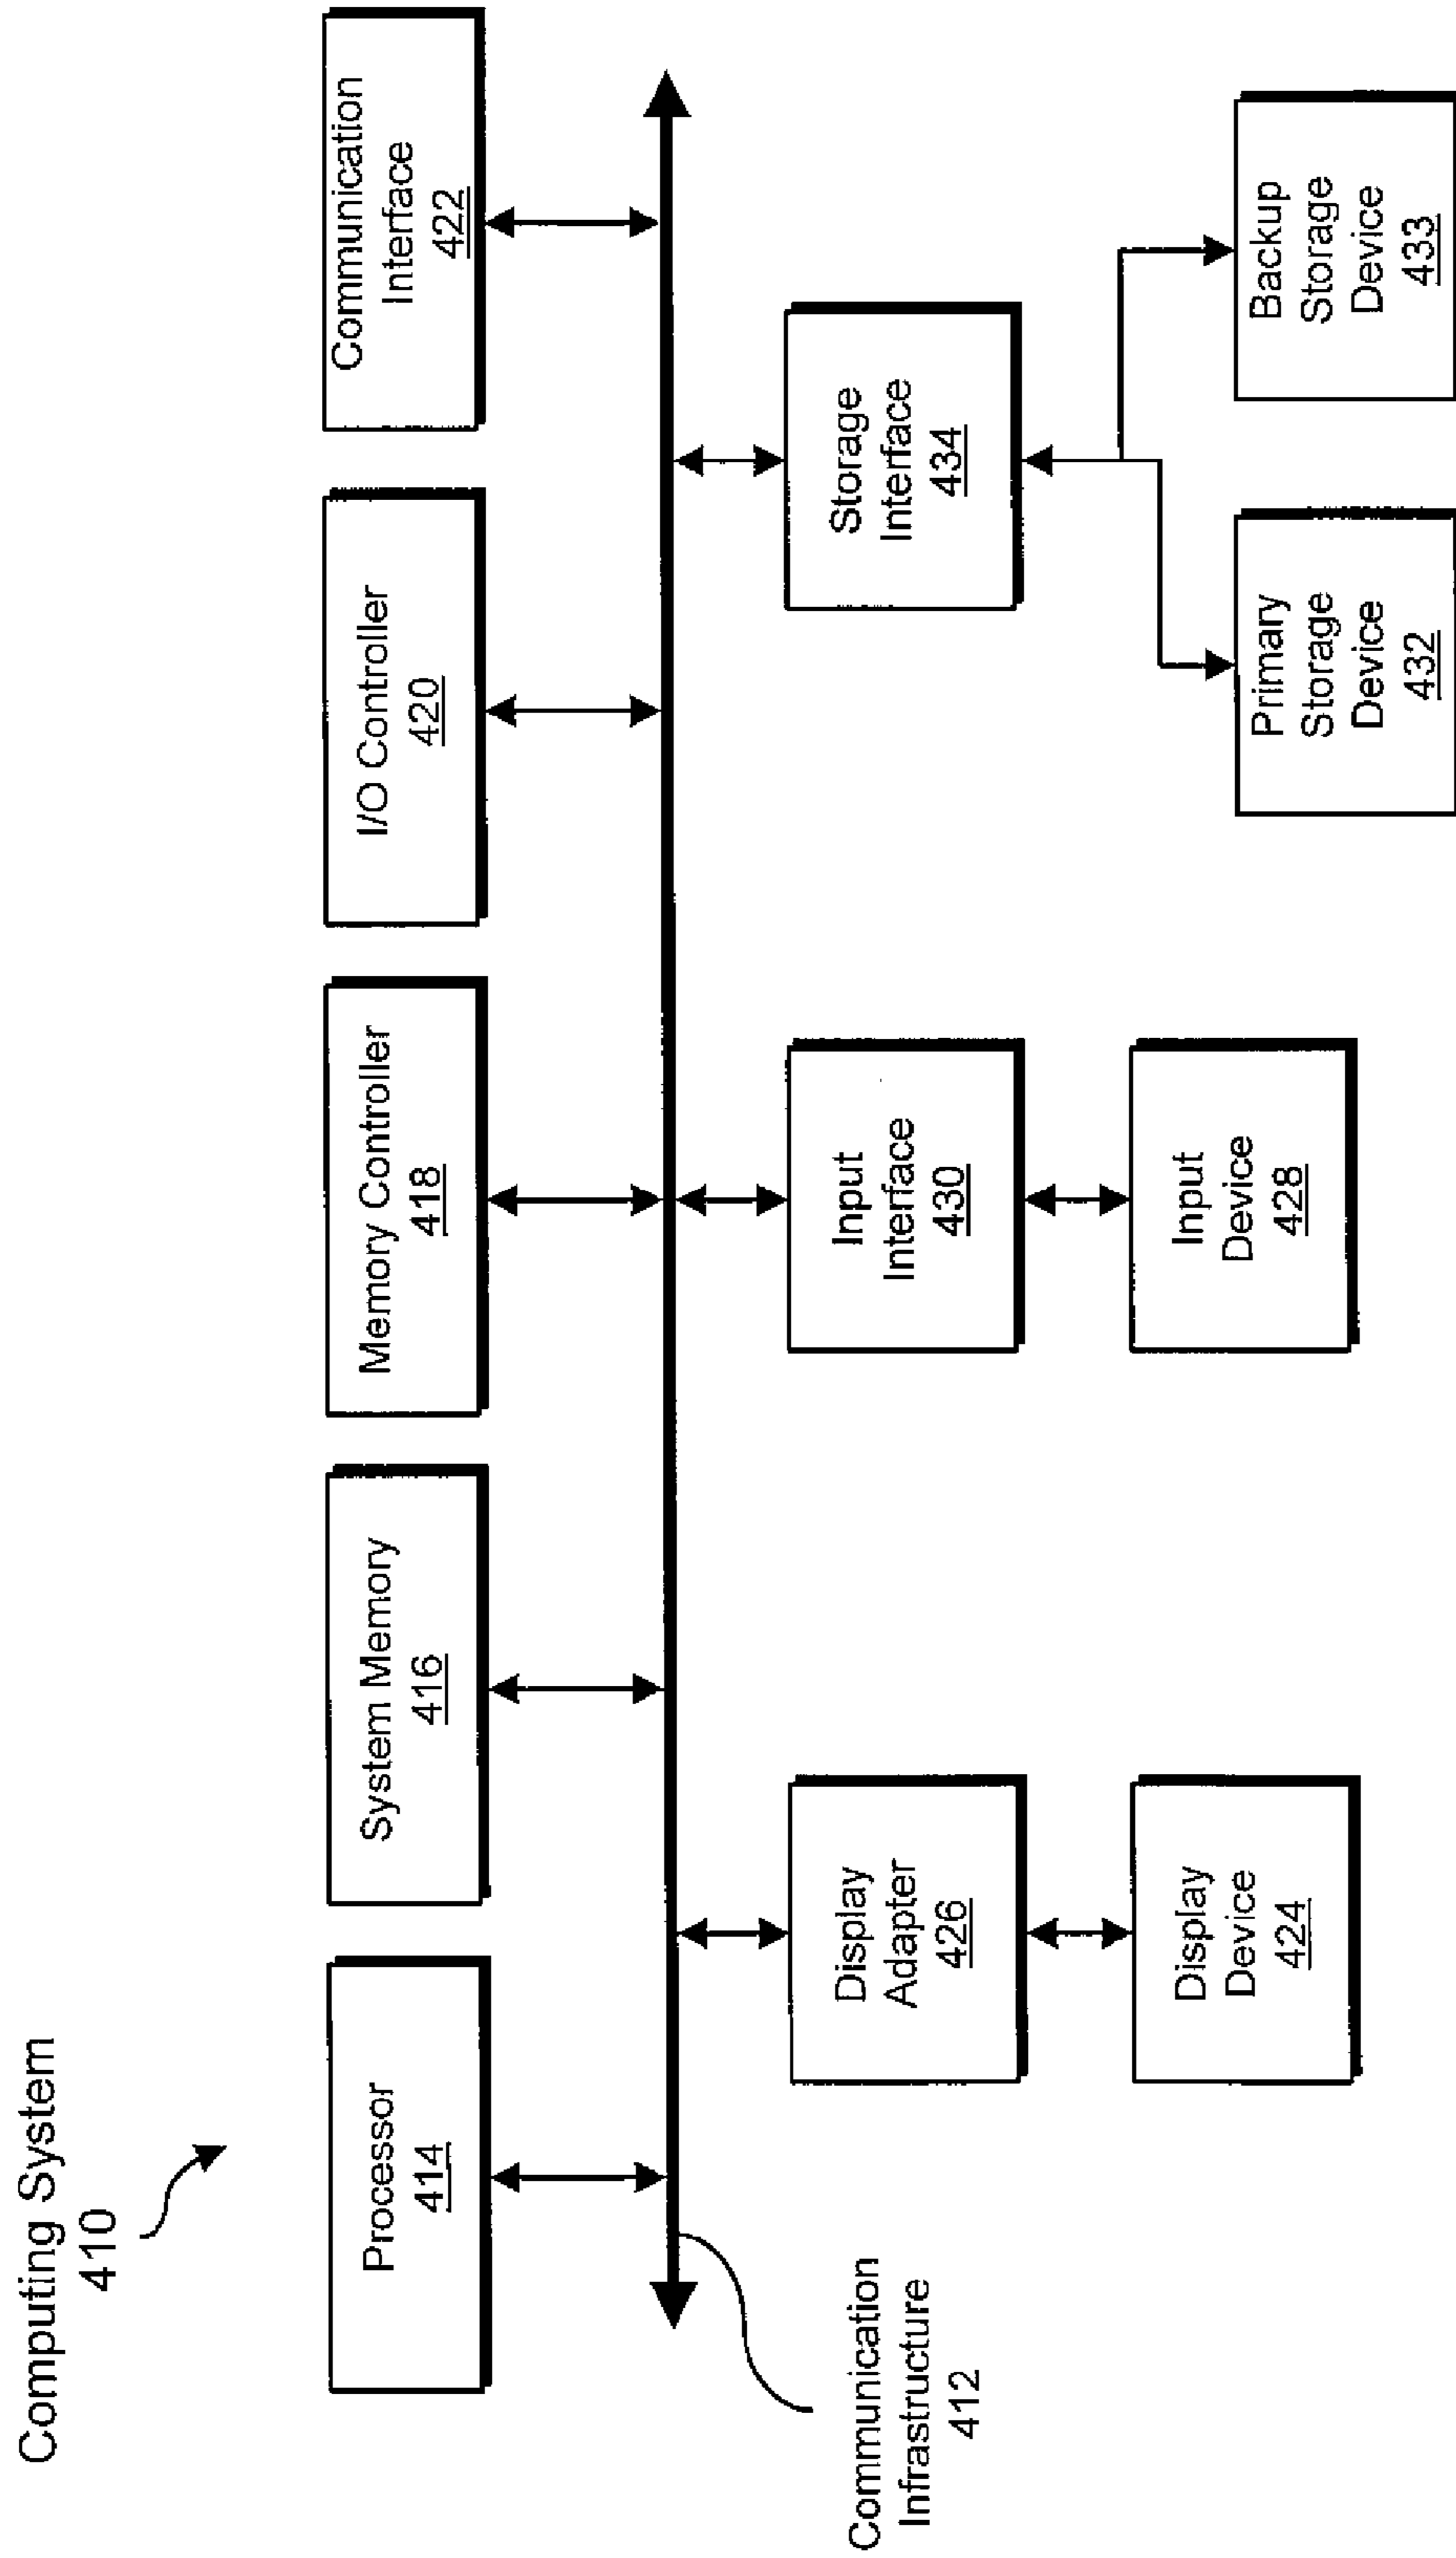 Computing System
410
Processor
414
System Memory
416
Memory Controller
418
I/O Controller
420
Communication
Interface
422
Communication
Infrastructure
412
Display
Adapter
426
Input
Interface
430
Storage
Interface
434
Display
Device
424
Input
Device
428
Primary
Storage
Device
432
Backup
Storage
Device
433